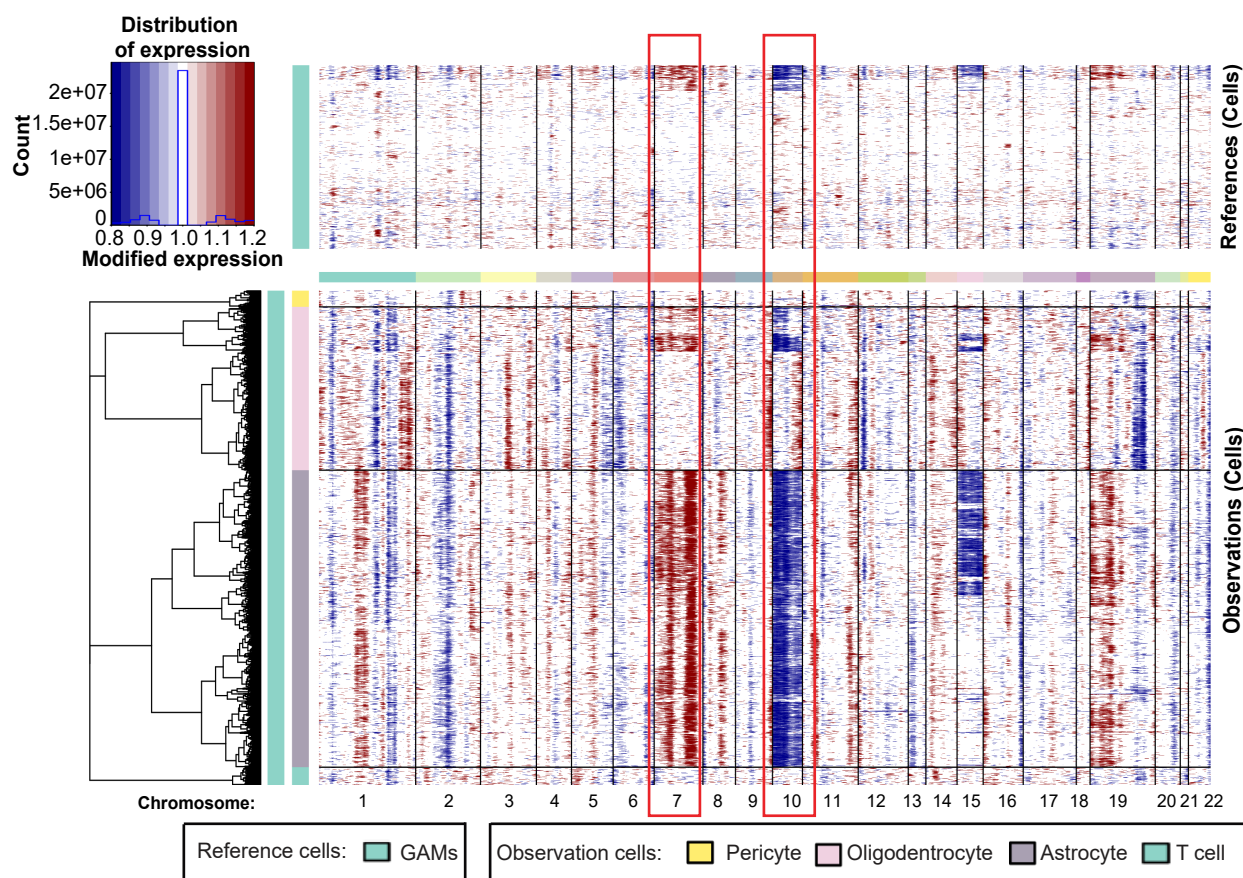 Distribution
of expression
Count
2e+07
1.5e+07
1e+07
5e+06
0
0.8 0.9 1.0 1.1 1.2
Modified expression
References (Cells)
Observations (Cells)
Chromosome: 1 2 3 4 5 6 7 8 9 10 11 12 13 14 15 16 17 18 19 20 21 22
Reference cells: GAMs
Observation cells: Pericyte Oligodentrocyte Astrocyte T cell